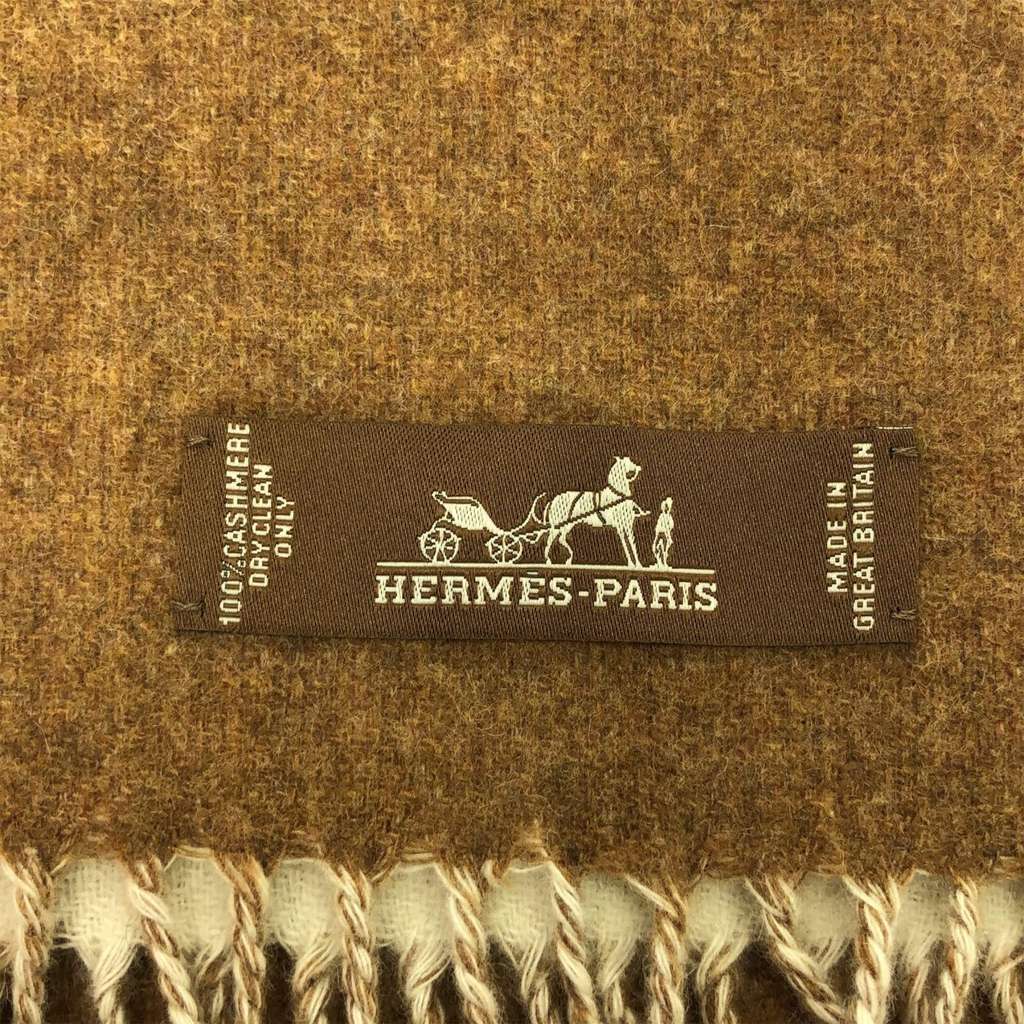 100% CASHMERE
DRY CLEAN
ONLY
HERMÈS-PARIS
MADE IN
GREAT BRITAIN